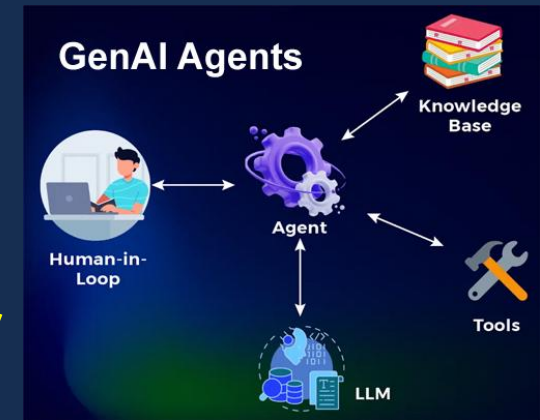 GenAI Agents
Knowledge
Base
Agent
Human-in-
Loop
Tools
LLM